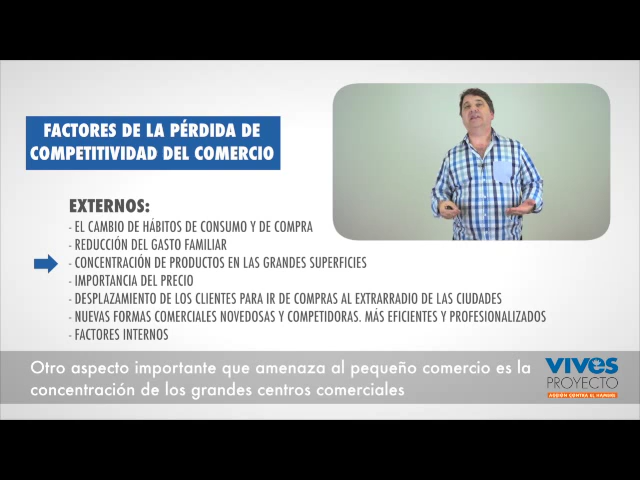 FACTORES DE LA PÉRDIDA DE
COMPETITIVIDAD DEL COMERCIO
EXTERNOS:
- EL CAMBIO DE HÁBITOS DE CONSUMO Y DE COMPRA
- REDUCCIÓN DEL GASTO FAMILIAR
- CONCENTRACIÓN DE PRODUCTOS EN LAS GRANDES SUPERFICIES
- IMPORTANCIA DEL PRECIO
- DESPLAZAMIENTO DE LOS CLIENTES PARA IR DE COMPRAS AL EXTRARRADIO DE LAS CIUDADES
- NUEVAS FORMAS COMERCIALES NOVEDOSAS Y COMPETIDORAS. MÁS EFICIENTES Y PROFESIONALIZADOS
- FACTORES INTERNOS
Otro aspecto importante que amenaza al pequeño comercio es la
concentración de los grandes centros comerciales
VIVES
PROYECTO
ACCIÓN CONTRA EL HAMBRE